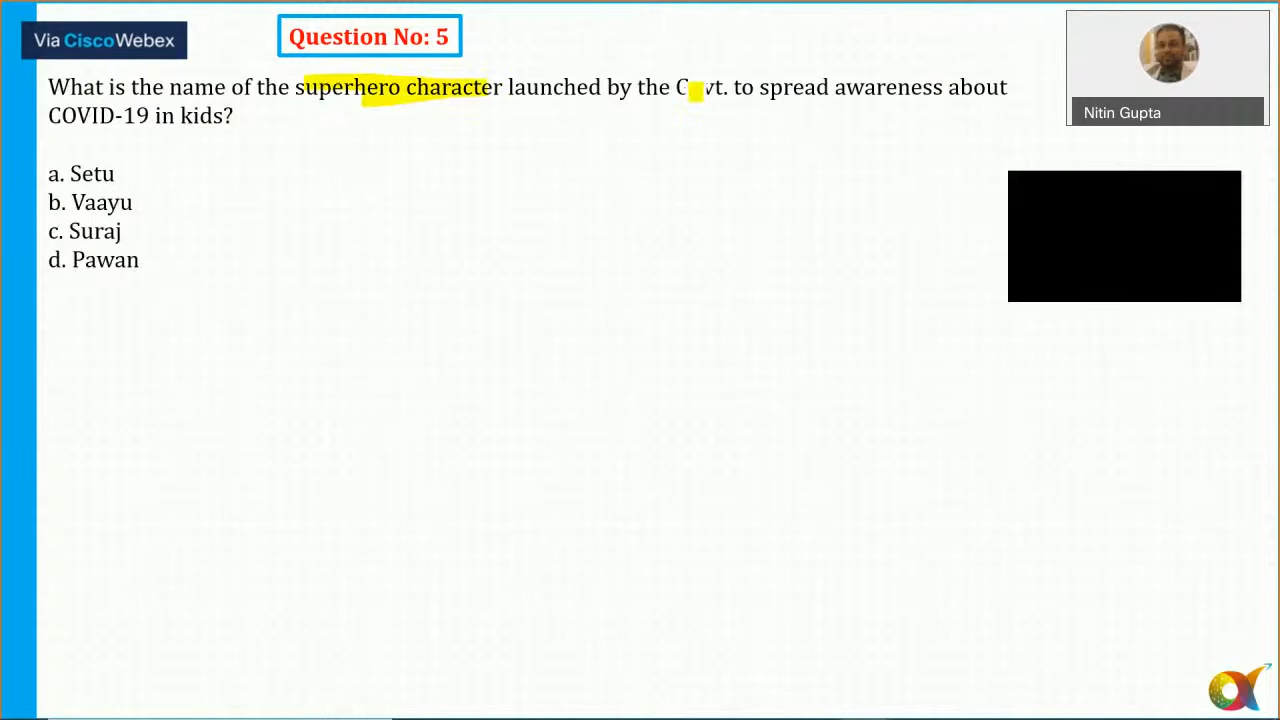 Via CiscoWebex
Question No: 5
What is the name of the superhero character launched by the Govt. to spread awareness about
COVID-19 in kids?
a. Setu
b. Vaayu
c. Suraj
d. Pawan
Nitin Gupta